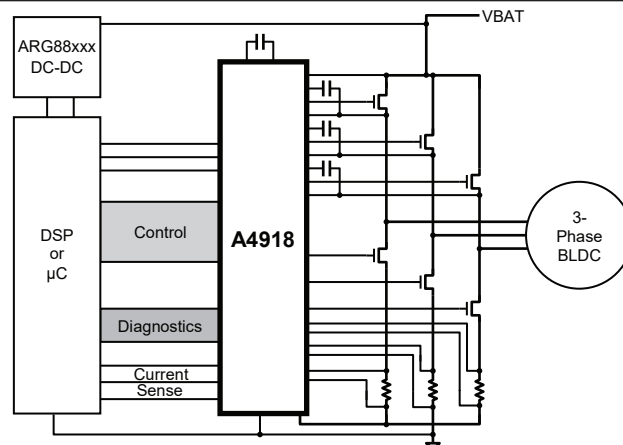 VBAT
ARG88xxx
DC-DC
DSP
or
µC
Control
Diagnostics
Current
Sense
A4918
3-
Phase
BLDC